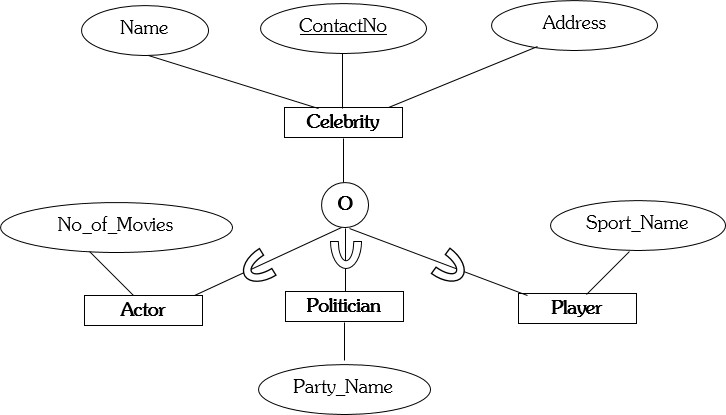 Name
ContactNo
Address
Celebrity
O
No_of_Movies
Sport_Name
Actor
Politician
Player
Party_Name